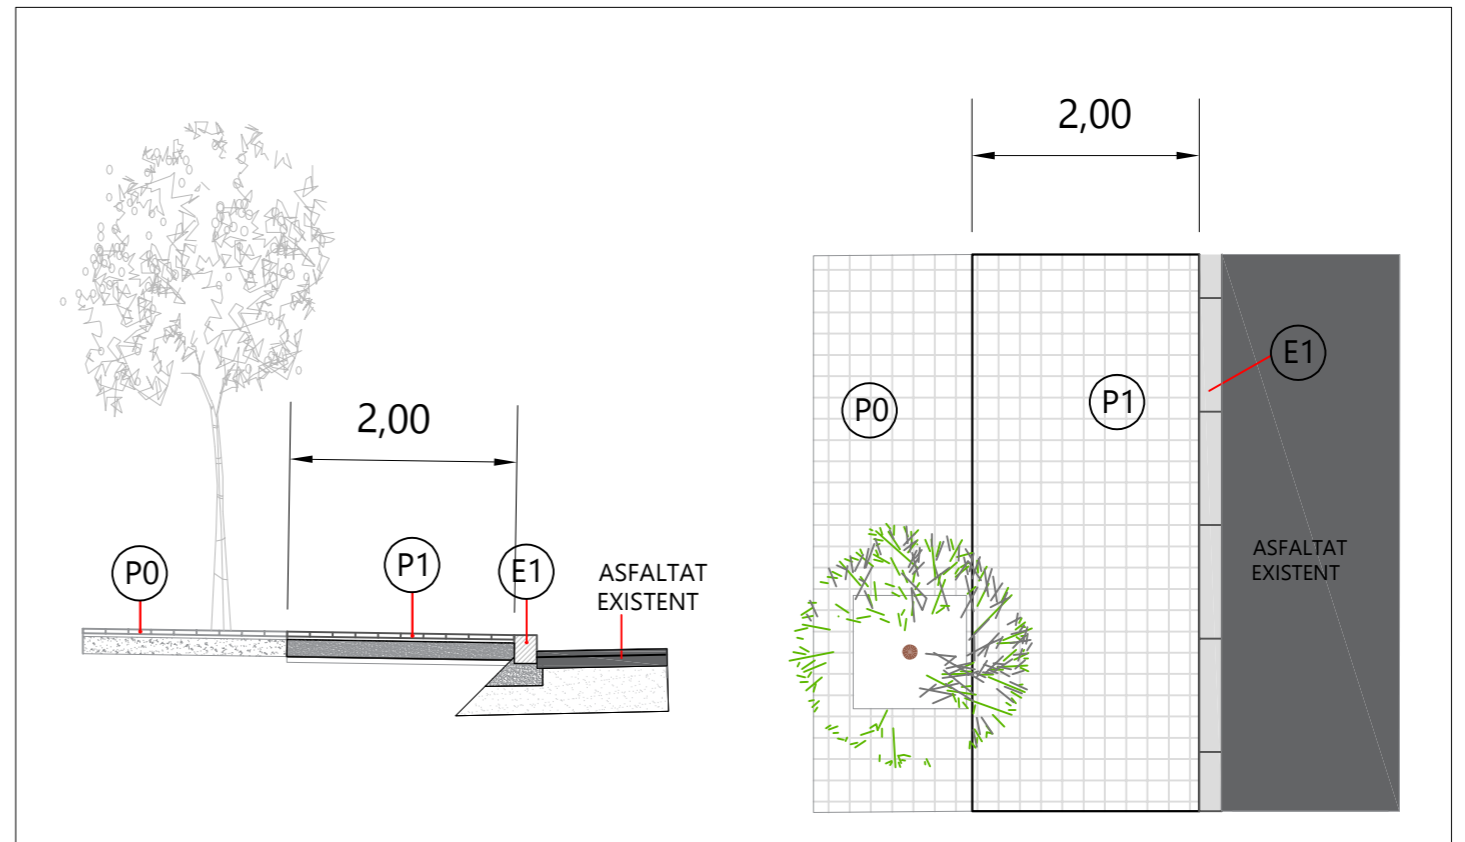 2,00
P0
P1
E1
ASFALTAT
EXISTENT
2,00
P0
P1
E1
ASFALTAT
EXISTENT